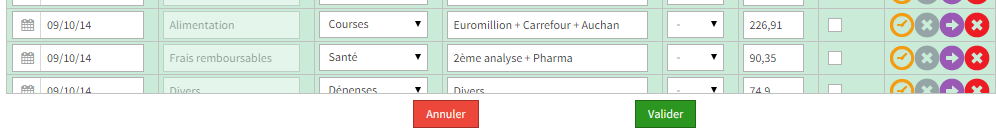 09/10/14 Alimentation Courses Euromillion + Carrefour + Auchan - 226,91
09/10/14 Frais remboursables Santé 2ème analyse + Pharma - 90,35
09/10/14 Divers Dépenses Divers - 74,9
Annuler Valider